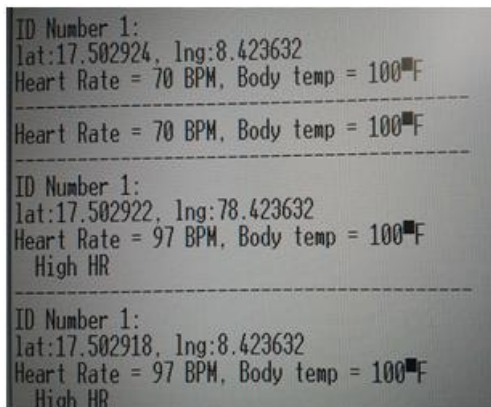 ID Number 1:
lat:17.502924, lng:8.423632
Heart Rate = 70 BPM, Body temp = 100■F
--------------------------------------------------
Heart Rate = 70 BPM, Body temp = 100■F
--------------------------------------------------
ID Number 1:
lat:17.502922, lng:78.423632
Heart Rate = 97 BPM, Body temp = 100■F
High HR
--------------------------------------------------
ID Number 1:
lat:17.502918, lng:8.423632
Heart Rate = 97 BPM, Body temp = 100■F
High HR